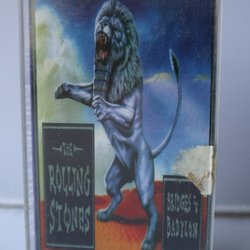 THE
ROLLING
STONES
BRIDGES TO
BABYLON